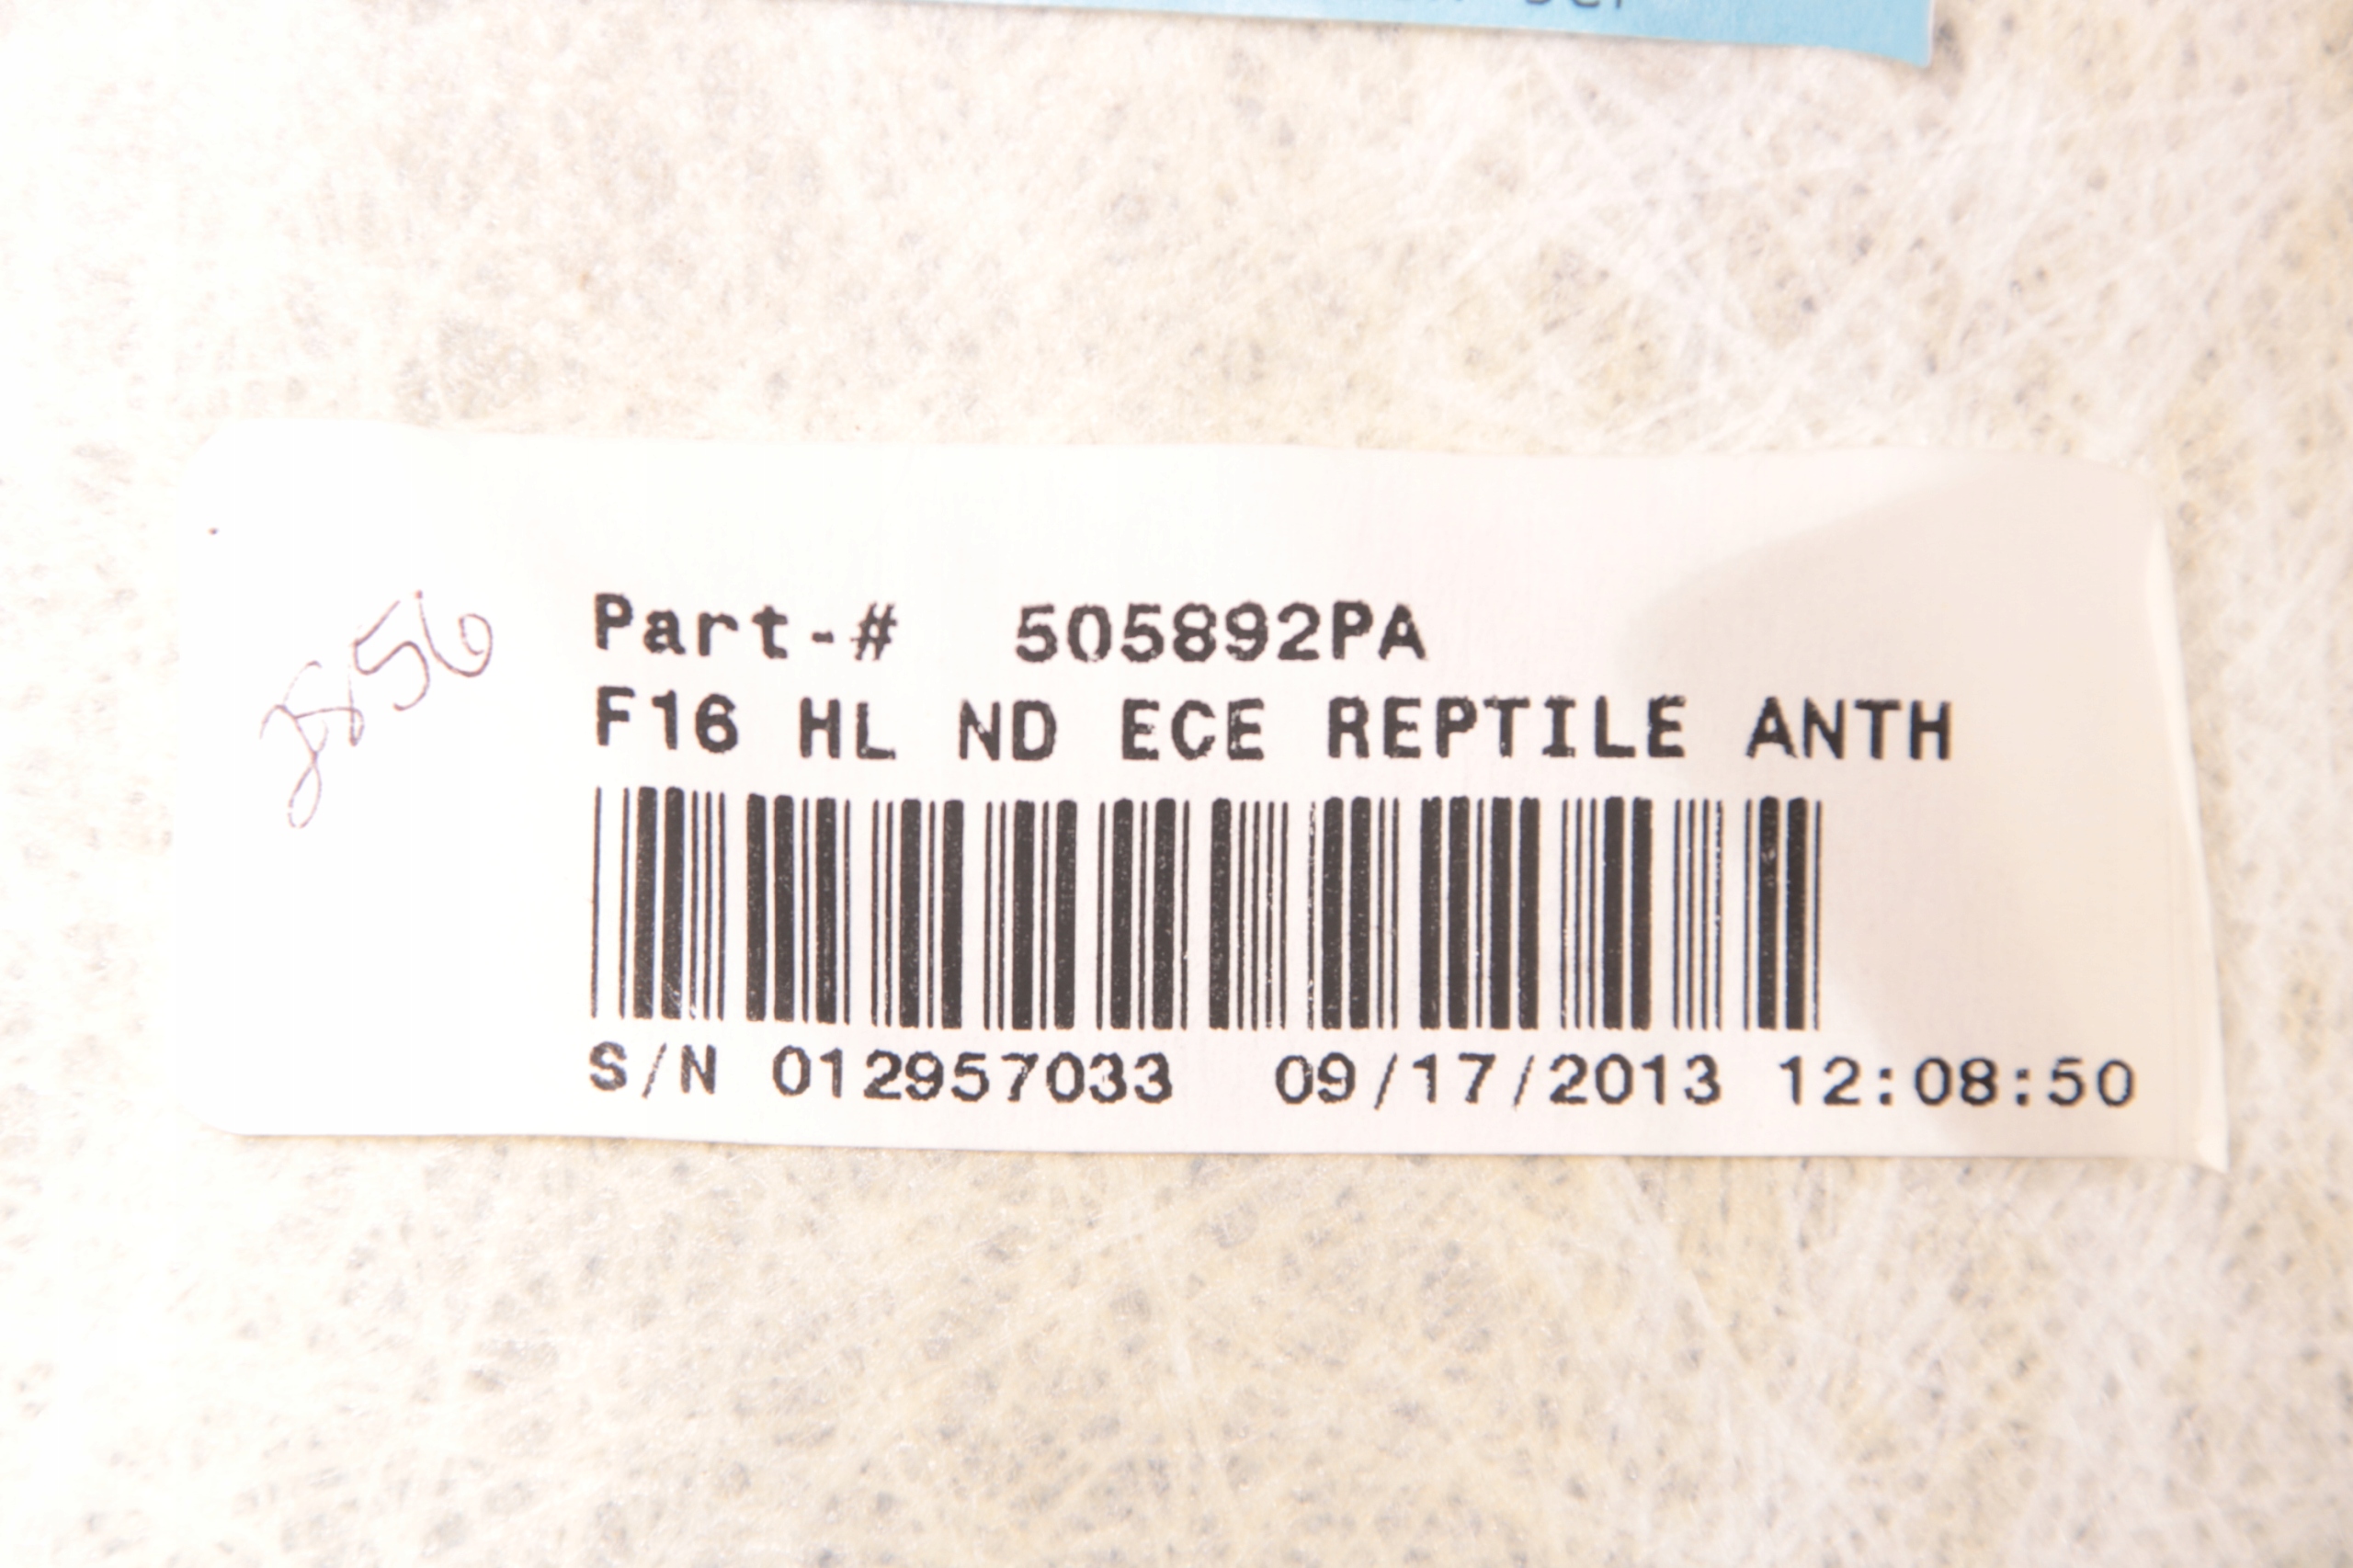 Part-# 505892PA
F16 HL ND ECE REPTILE ANTH
S/N 012957033 09/17/2013 12:08:50